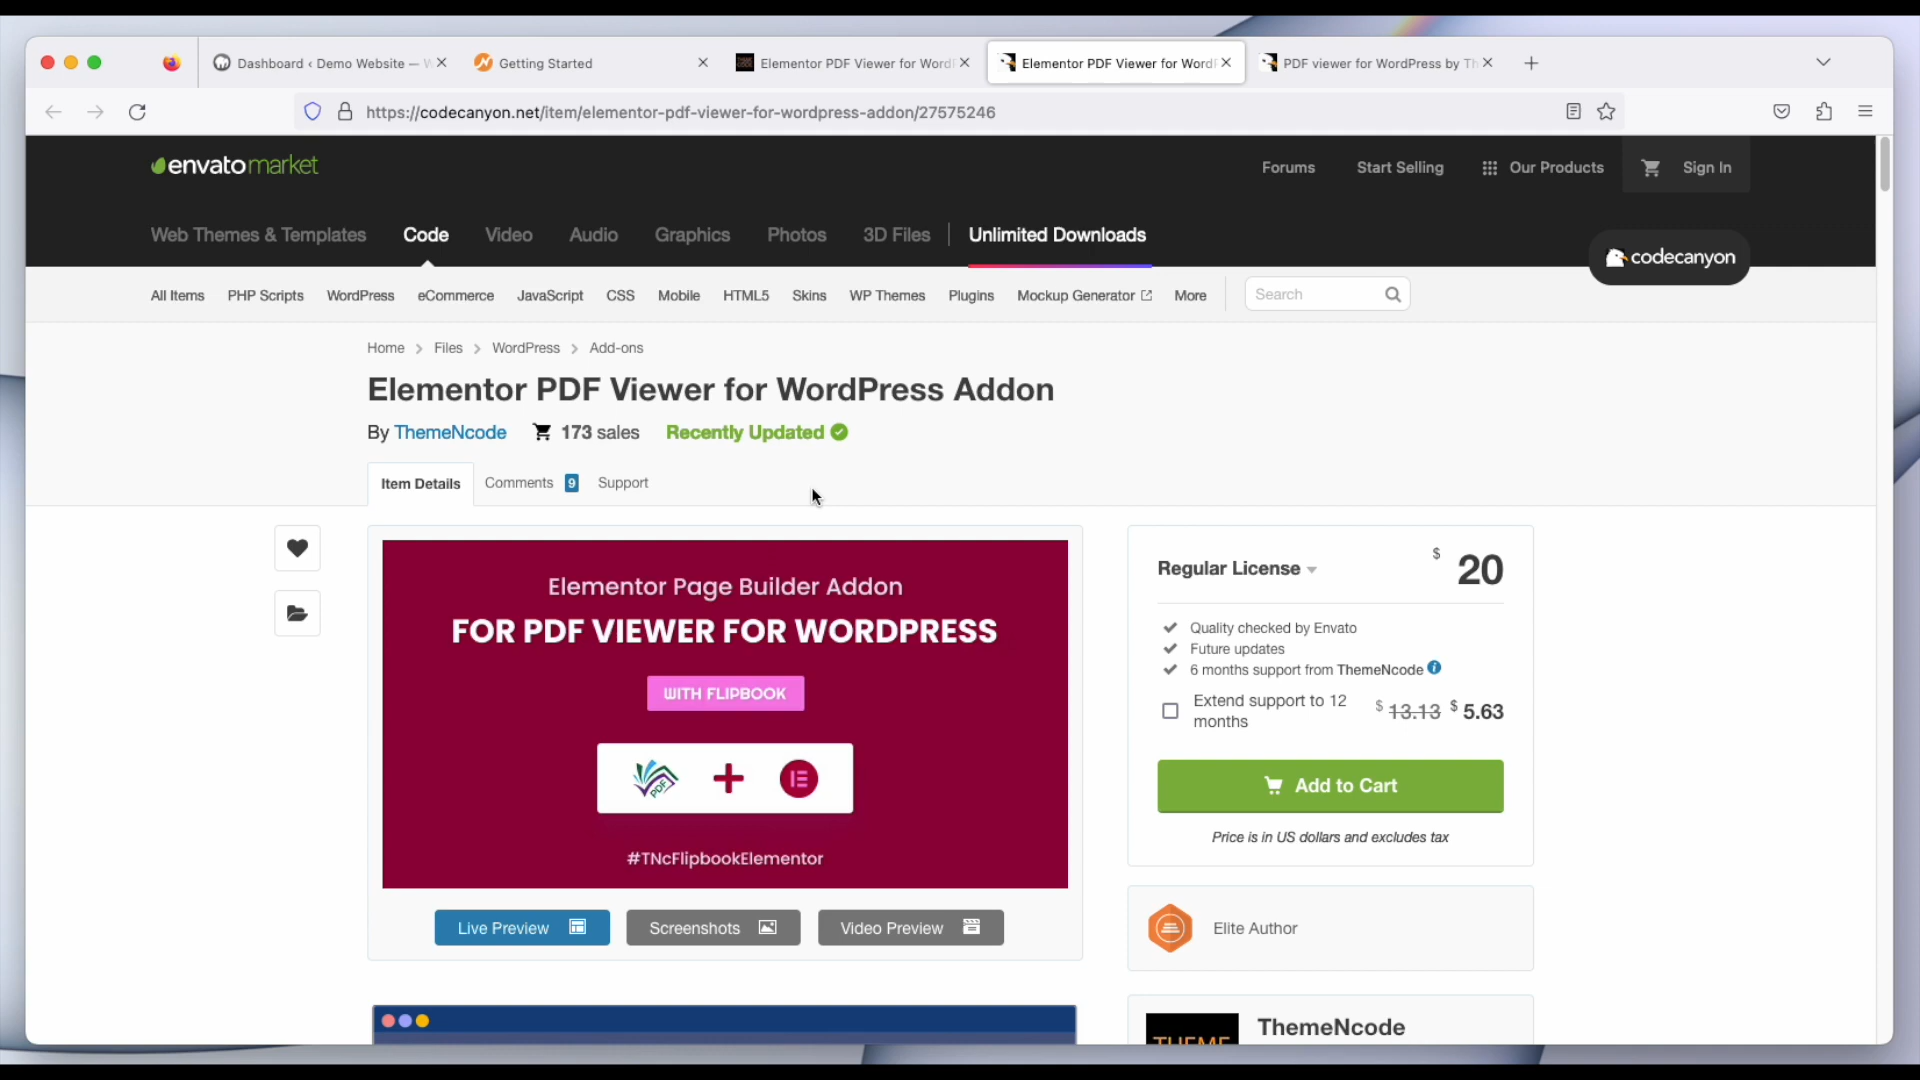 Dashboard ‹ Demo Website —
Getting Started
Elementor PDF Viewer for Word
Elementor PDF Viewer for Word
PDF viewer for WordPress by Th
https://codecanyon.net/item/elementor-pdf-viewer-for-wordpress-addon/27575246
envatomarket
Forums
Start Selling
Our Products
Sign In
Web Themes & Templates
Code
Video
Audio
Graphics
Photos
3D Files
Unlimited Downloads
codecanyon
All Items
PHP Scripts
WordPress
eCommerce
JavaScript
CSS
Mobile
HTML5
Skins
WP Themes
Plugins
Mockup Generator
More
Search
Home > Files > WordPress > Add-ons
Elementor PDF Viewer for WordPress Addon
By ThemeNcode 173 sales Recently Updated
Item Details
Comments 9
Support
Elementor Page Builder Addon
FOR PDF VIEWER FOR WORDPRESS
WITH FLIPBOOK
PDF
#TNcFlipbookElementor
Live Preview
Screenshots
Video Preview
Regular License
$ 20
Quality checked by Envato
Future updates
6 months support from ThemeNcode
Extend support to 12
months
$ 13.13 $ 5.63
Add to Cart
Price is in US dollars and excludes tax
Elite Author
THEME
ThemeNcode